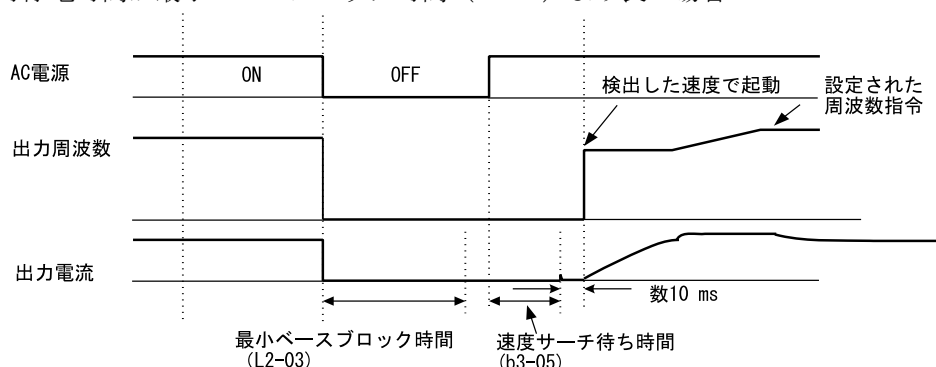 AC電源
ON
OFF
検出した速度で起動
設定された
周波数指令
出力周波数
出力電流
数10 ms
最小ベースブロック時間
(L2-03)
速度サーチ待ち時間
(b3-05)